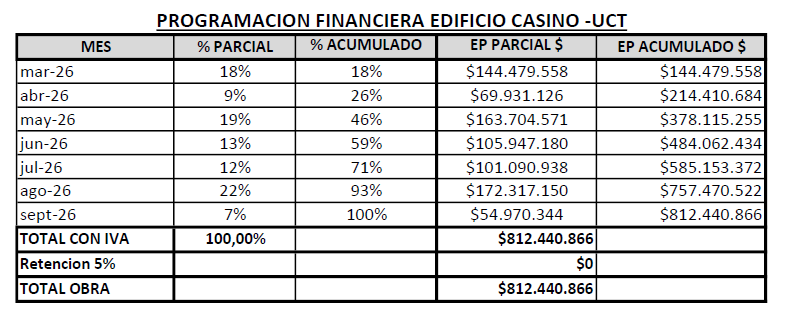 PROGRAMACION FINANCIERA EDIFICIO CASINO -UCT
MES % PARCIAL % ACUMULADO EP PARCIAL $ EP ACUMULADO $
mar-26 18% 18% $144.479.558 $144.479.558
abr-26 9% 26% $69.931.126 $214.410.684
may-26 19% 46% $163.704.571 $378.115.255
jun-26 13% 59% $105.947.180 $484.062.434
jul-26 12% 71% $101.090.938 $585.153.372
ago-26 22% 93% $172.317.150 $757.470.522
sept-26 7% 100% $54.970.344 $812.440.866
TOTAL CON IVA 100,00% $812.440.866
Retencion 5% $0
TOTAL OBRA $812.440.866